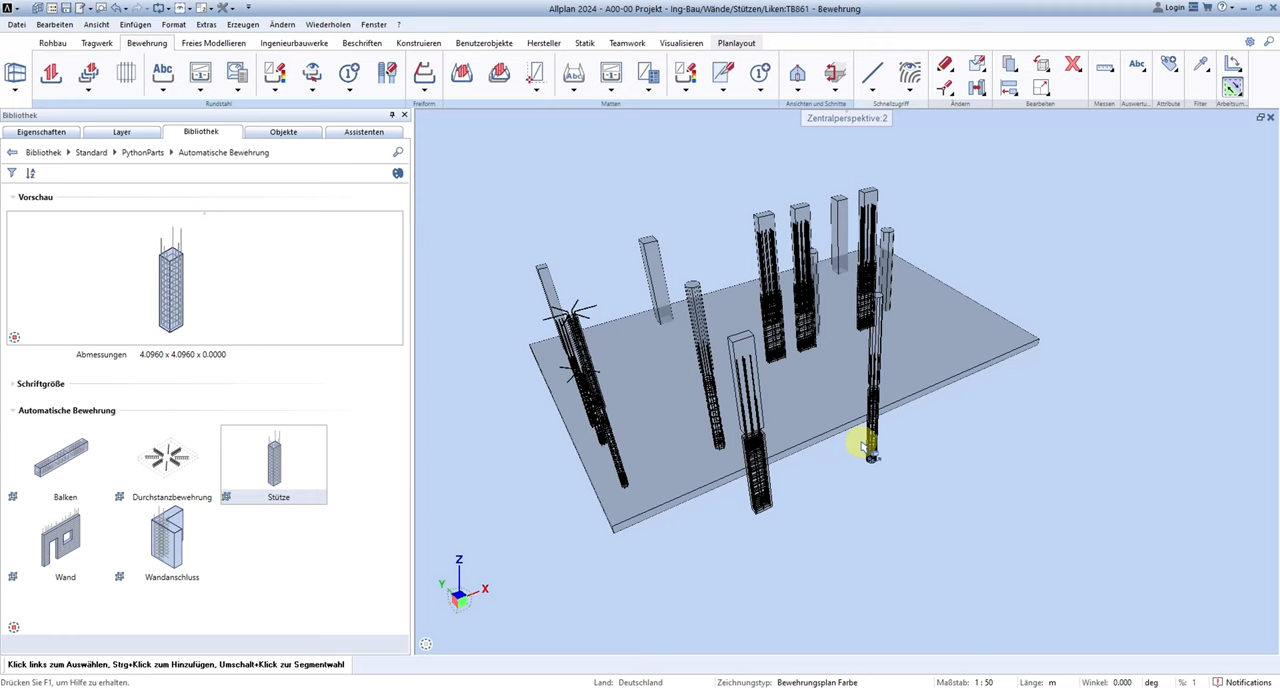 Allplan 2024 - A00-00 Projekt - Ing-Bau/Wände/Stützen/Liken:TB861 - Bewehrung
Login
Datei Bearbeiten Ansicht Einfügen Format Extras Erzeugen Ändern Wiederholen Fenster ?
Rohbau Tragwerk Bewehrung Freies Modellieren Ingenieurbauwerke Beschriften Konstruieren Benutzerobjekte Hersteller Statik Teamwork Visualisieren Planlayout
Abc
Abc
Abc
Rundstahl Freiform Matten Ansichten und Schnitte Schnellzugriff Ändern Bearbeiten Messen Auswertu... Attribute Filter Arbeitsum...
Bibliothek
Zentralperspektive:2
Eigenschaften Layer Bibliothek Objekte Assistenten
Bibliothek Standard PythonParts Automatische Bewehrung
Vorschau
Abmessungen 4.0960 x 4.0960 x 0.0000
Schriftgröße
Automatische Bewehrung
Balken Durchstanzbewehrung Stütze
Wand Wandanschluss
Z
Y
X
Klick links zum Auswählen, Strg+Klick zum Hinzufügen, Umschalt+Klick zur Segmentwahl
Drücken Sie F1, um Hilfe zu erhalten. Land: Deutschland Zeichnungstyp: Bewehrungsplan Farbe Maßstab: 1 : 50 Länge: m Winkel: 0.000 deg %: 1 Notifications